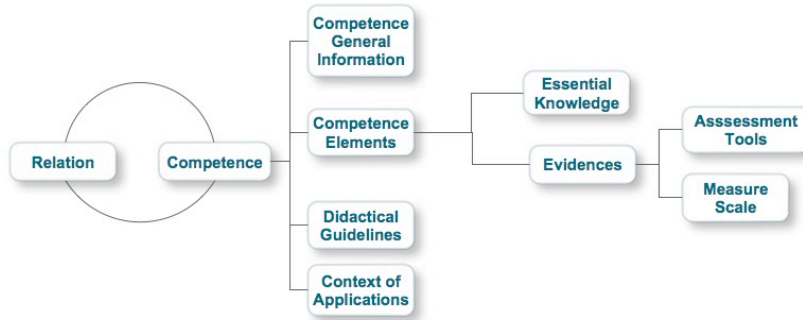 Competence
General
Information
Essential
Knowledge
Asssessment
Tools
Relation
Competence
Competence
Elements
Evidences
Measure
Scale
Didactical
Guidelines
Context of
Applications